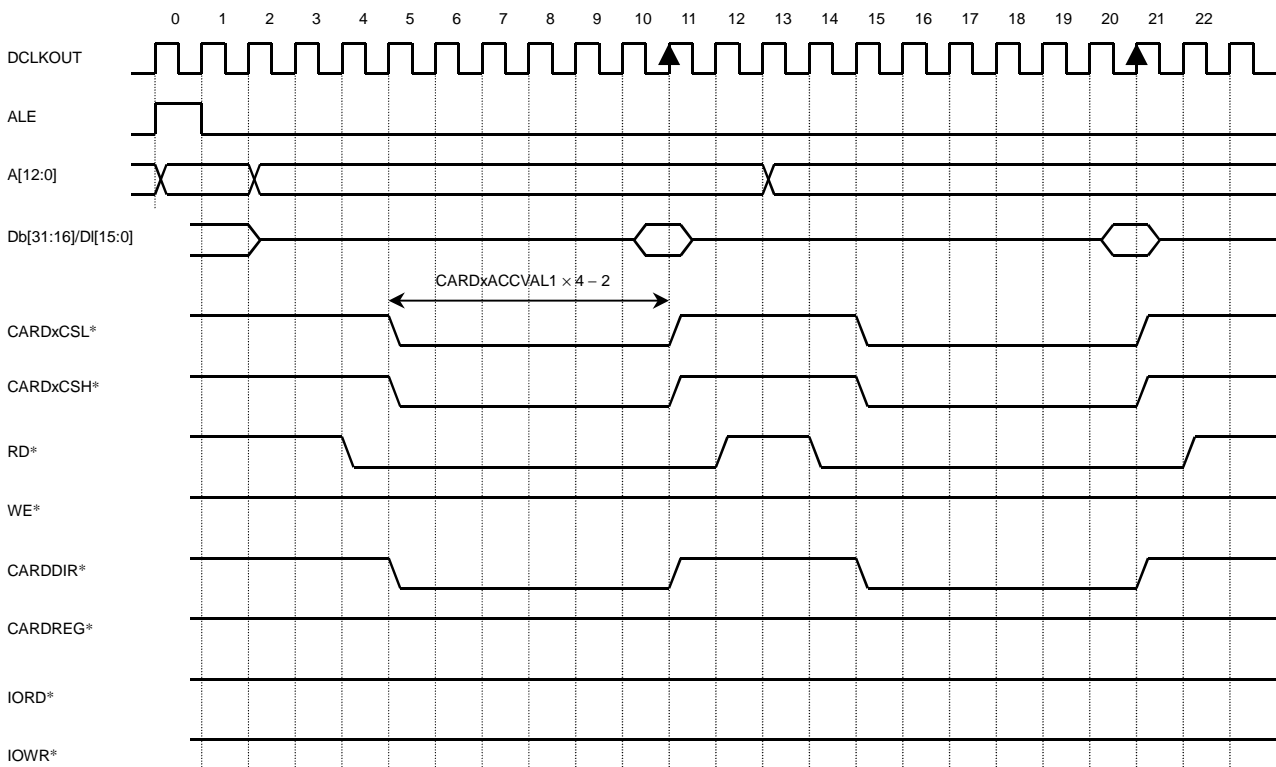 0 1 2 3 4 5 6 7 8 9 10 11 12 13 14 15 16 17 18 19 20 21 22
DCLKOUT
ALE
A[12:0]
Db[31:16]/DI[15:0]
CARDxACCVAL1 × 4 – 2
CARDxCSL*
CARDxCSH*
RD*
WE*
CARDDIR*
CARDREG*
IORD*
IOWR*